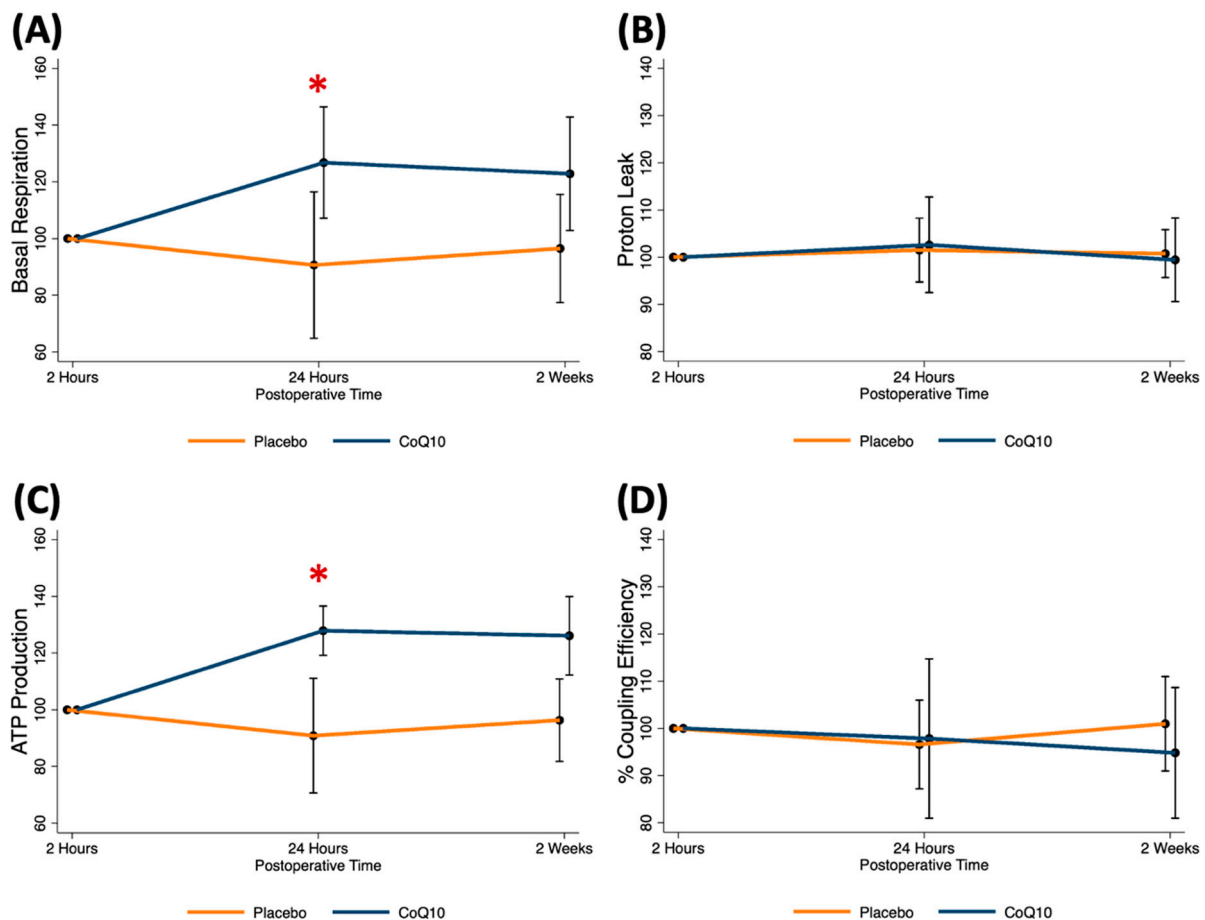 (A)
160
140
120
100
80
60
Basal Respiration
*
2 Hours 24 Hours 2 Weeks
Postoperative Time
Placebo CoQ10
(B)
140
130
120
110
100
90
80
Proton Leak
2 Hours 24 Hours 2 Weeks
Postoperative Time
Placebo CoQ10
(C)
160
140
120
100
80
60
ATP Production
*
2 Hours 24 Hours 2 Weeks
Postoperative Time
Placebo CoQ10
(D)
140
130
120
110
100
90
80
% Coupling Efficiency
2 Hours 24 Hours 2 Weeks
Postoperative Time
Placebo CoQ10